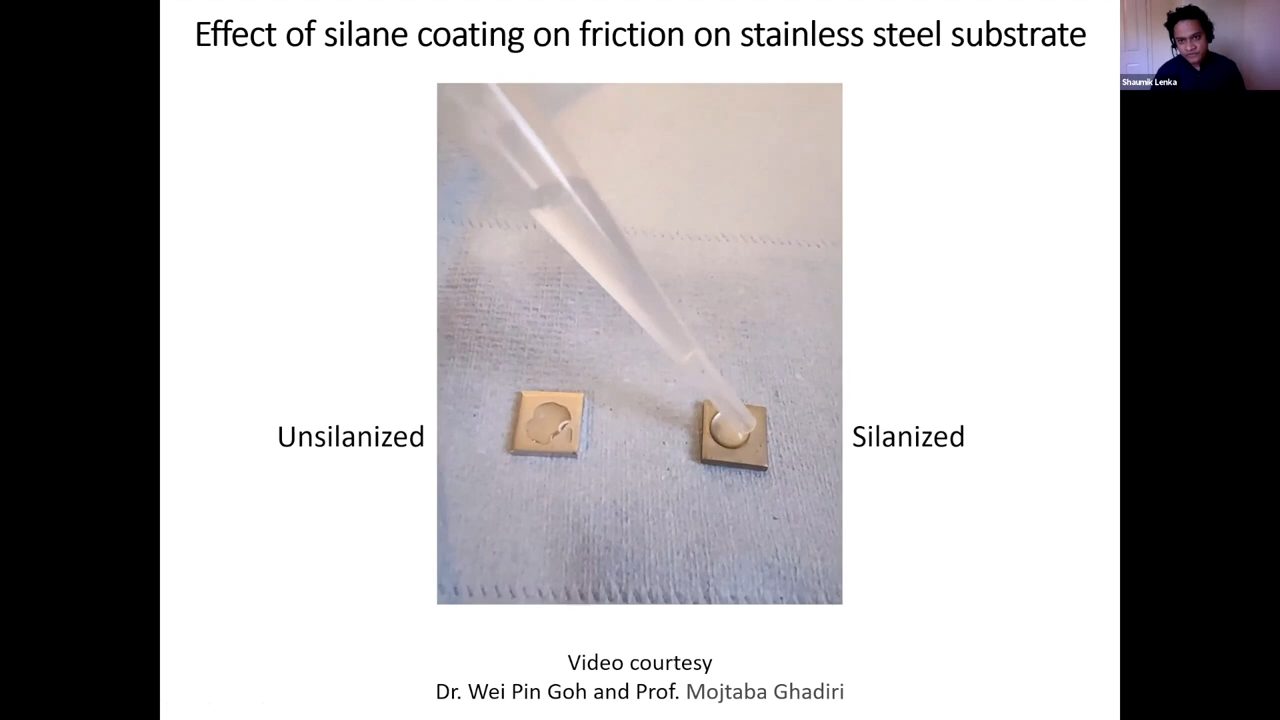 Effect of silane coating on friction on stainless steel substrate
Shaumik Lenka
Unsilanized
Silanized
Video courtesy
Dr. Wei Pin Goh and Prof. Mojtaba Ghadiri